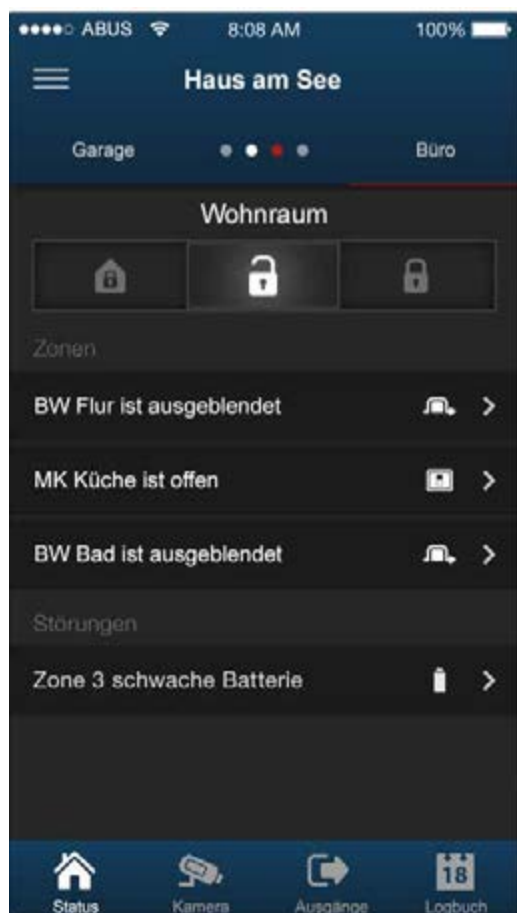 ABUS 8:08 AM 100%
Haus am See
Garage Büro
Wohnraum
Zonen
BW Flur ist ausgeblendet
MK Küche ist offen
BW Bad ist ausgeblendet
Störungen
Zone 3 schwache Batterie
18
Status Kamera Ausgänge Logbuch